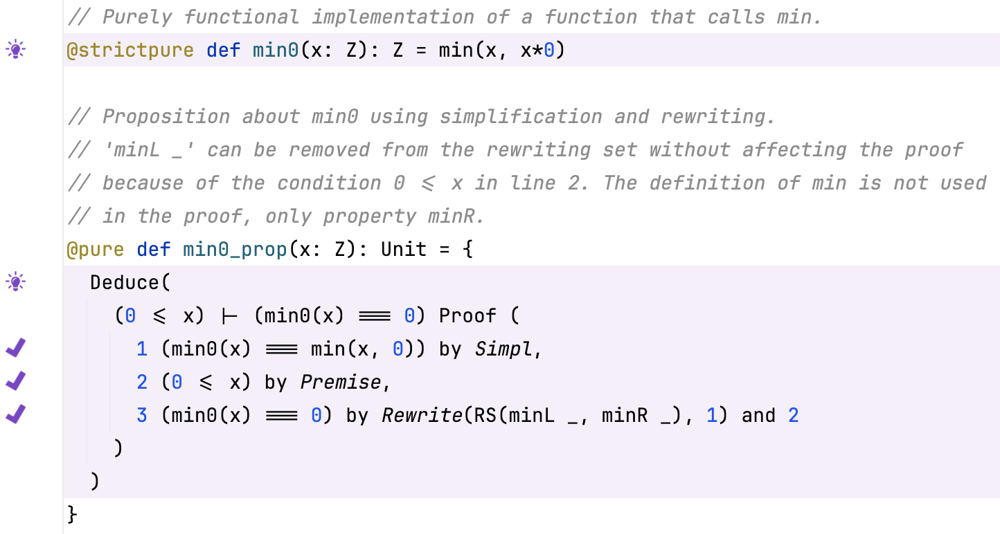 // Purely functional implementation of a function that calls min.
@strictpure def min0(x: Z): Z = min(x, x*0)
// Proposition about min0 using simplification and rewriting.
// 'minL _' can be removed from the rewriting set without affecting the proof
// because of the condition 0 ⩽ x in line 2. The definition of min is not used
// in the proof, only property minR.
@pure def min0_prop(x: Z): Unit = {
Deduce(
(0 ⩽ x) ⊢ (min0(x) ≡ 0) Proof (
1 (min0(x) ≡ min(x, 0)) by Simpl,
2 (0 ⩽ x) by Premise,
3 (min0(x) ≡ 0) by Rewrite(RS(minL _, minR _), 1) and 2
)
)
}